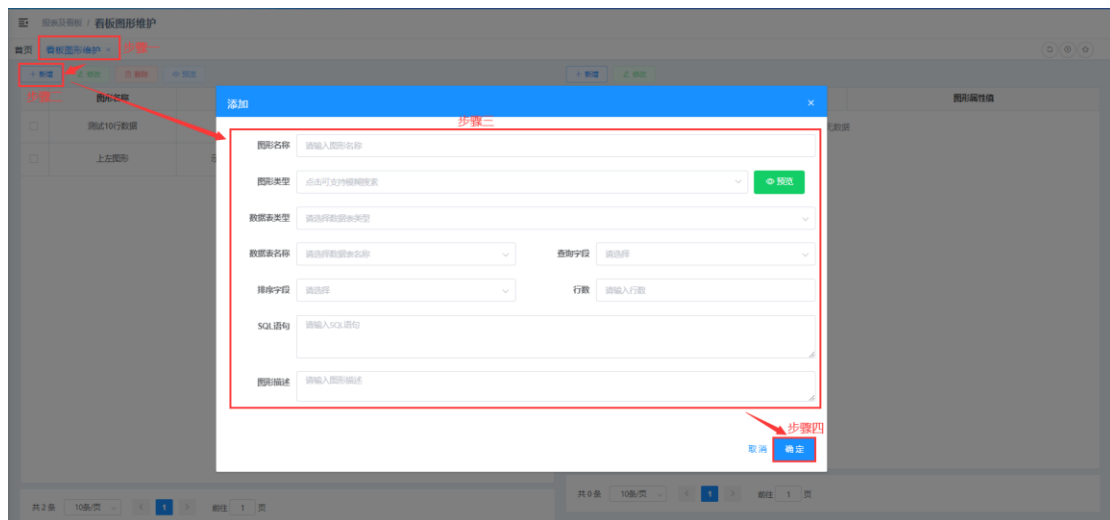 报表及看板 / 看板图形维护
首页 看板图形维护 × 步骤一
+ 新增 修改 删除 预览 + 新增 修改
步骤二 图形名称 图形属性值
添加 ×
步骤三
测试10行数据
图形名称 请输入图形名称
上左图形
图形类型 点击可支持模糊搜索 预览
数据表类型 请选择数据表类型
数据表名称 请选择数据表名称 查询字段 请选择
排序字段 请选择 行数 请输入行数
SQL语句 请输入SQL语句
图形描述 请输入图形描述
步骤四
取消 确定
共 2 条 10条/页 < 1 > 前往 1 页
共 0 条 10条/页 < 1 > 前往 1 页